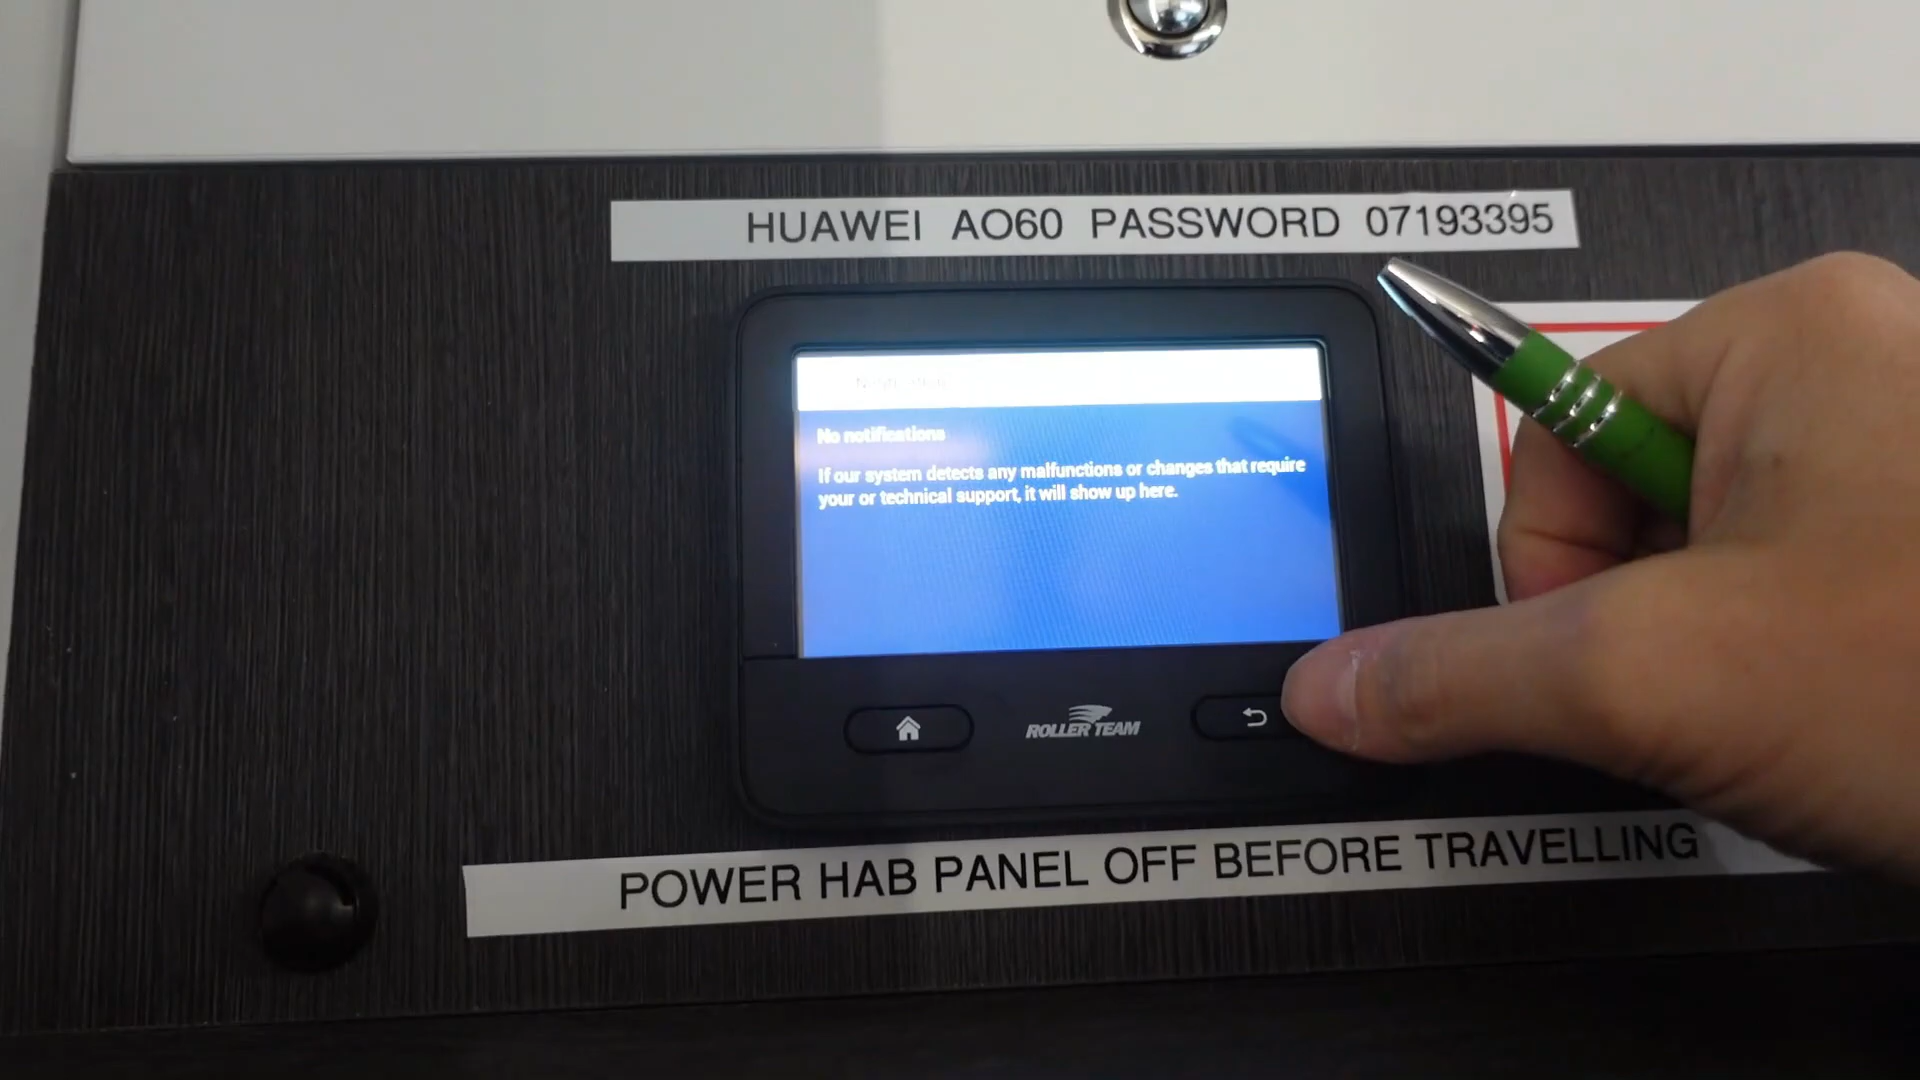 HUAWEI AO60 PASSWORD 07193395
No notifications
If our system detects any malfunctions or changes that require
your or technical support, it will show up here.
ROLLER TEAM
POWER HAB PANEL OFF BEFORE TRAVELLING